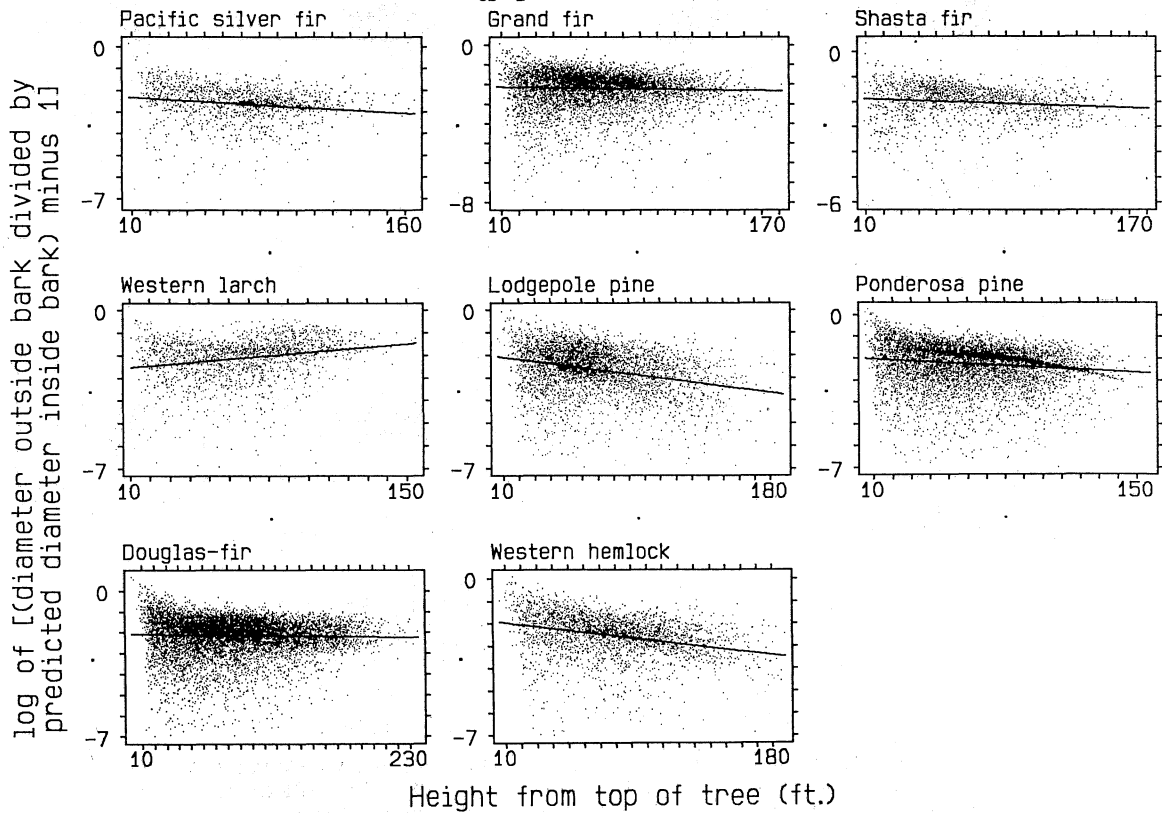 Pacific silver fir
Grand fir
Shasta fir
0
-7
10
160
0
-8
10
170
0
-6
10
170
Western larch
Lodgepole pine
Ponderosa pine
0
-7
10
150
0
-7
10
180
0
-7
10
150
Douglas-fir
Western hemlock
0
-7
10
230
0
-7
10
180
log of [(diameter outside bark divided by
predicted diameter inside bark) minus 1]
Height from top of tree (ft.)